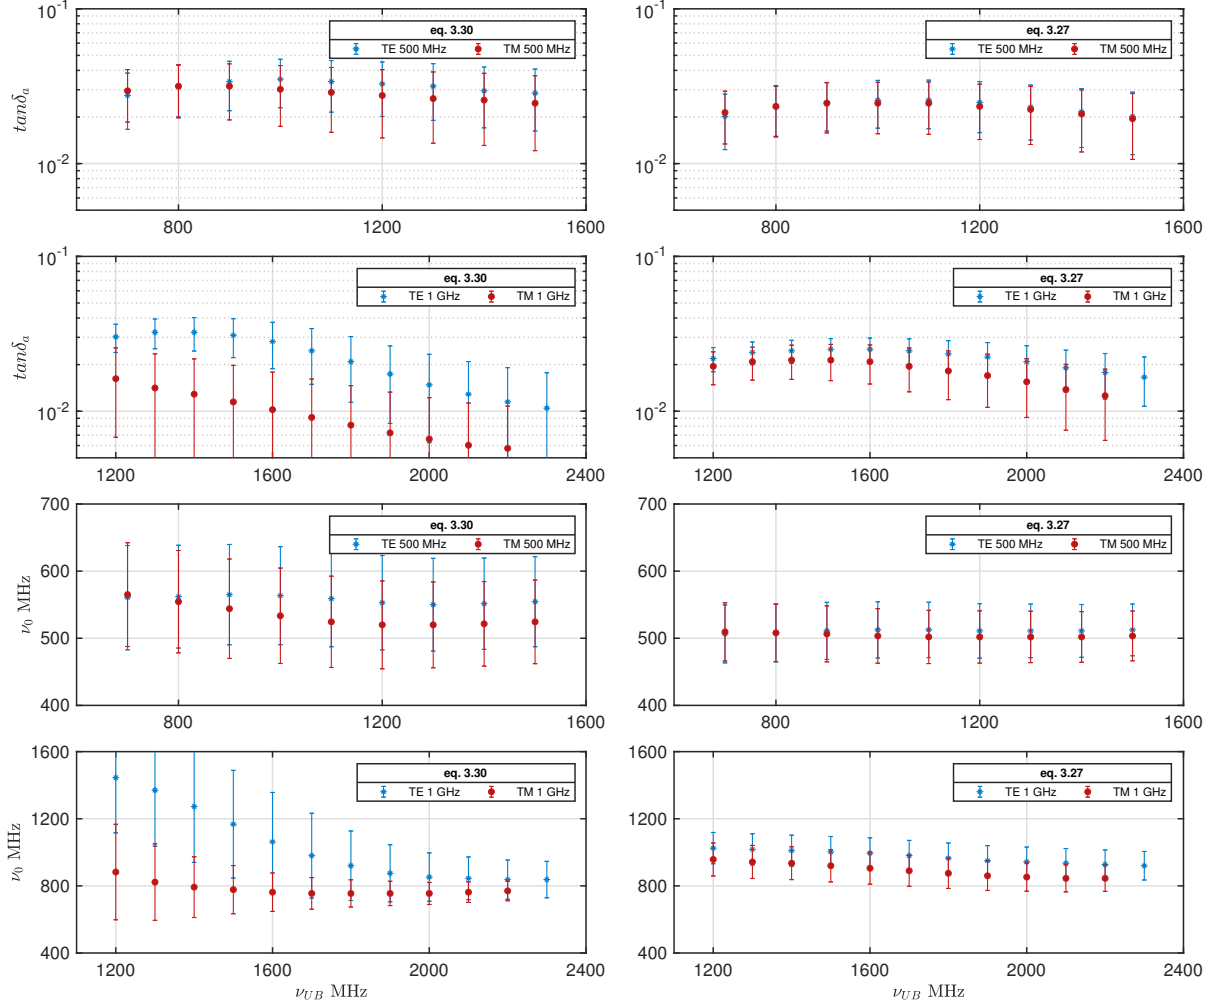 10^-1
eq. 3.30
TE 500 MHz TM 500 MHz
tanδ_a
10^-2
800 1200 1600
10^-1
eq. 3.27
TE 500 MHz TM 500 MHz
10^-2
800 1200 1600
10^-1
eq. 3.30
TE 1 GHz TM 1 GHz
tanδ_a
10^-2
1200 1600 2000 2400
10^-1
eq. 3.27
TE 1 GHz TM 1 GHz
10^-2
1200 1600 2000 2400
700
eq. 3.30
TE 500 MHz TM 500 MHz
600
ν_0 MHz
500
400
800 1200 1600
700
eq. 3.27
TE 500 MHz TM 500 MHz
600
500
400
800 1200 1600
1600
eq. 3.30
TE 1 GHz TM 1 GHz
1200
ν_0 MHz
800
400
1200 1600 2000 2400
ν_UB MHz
1600
eq. 3.27
TE 1 GHz TM 1 GHz
1200
800
400
1200 1600 2000 2400
ν_UB MHz